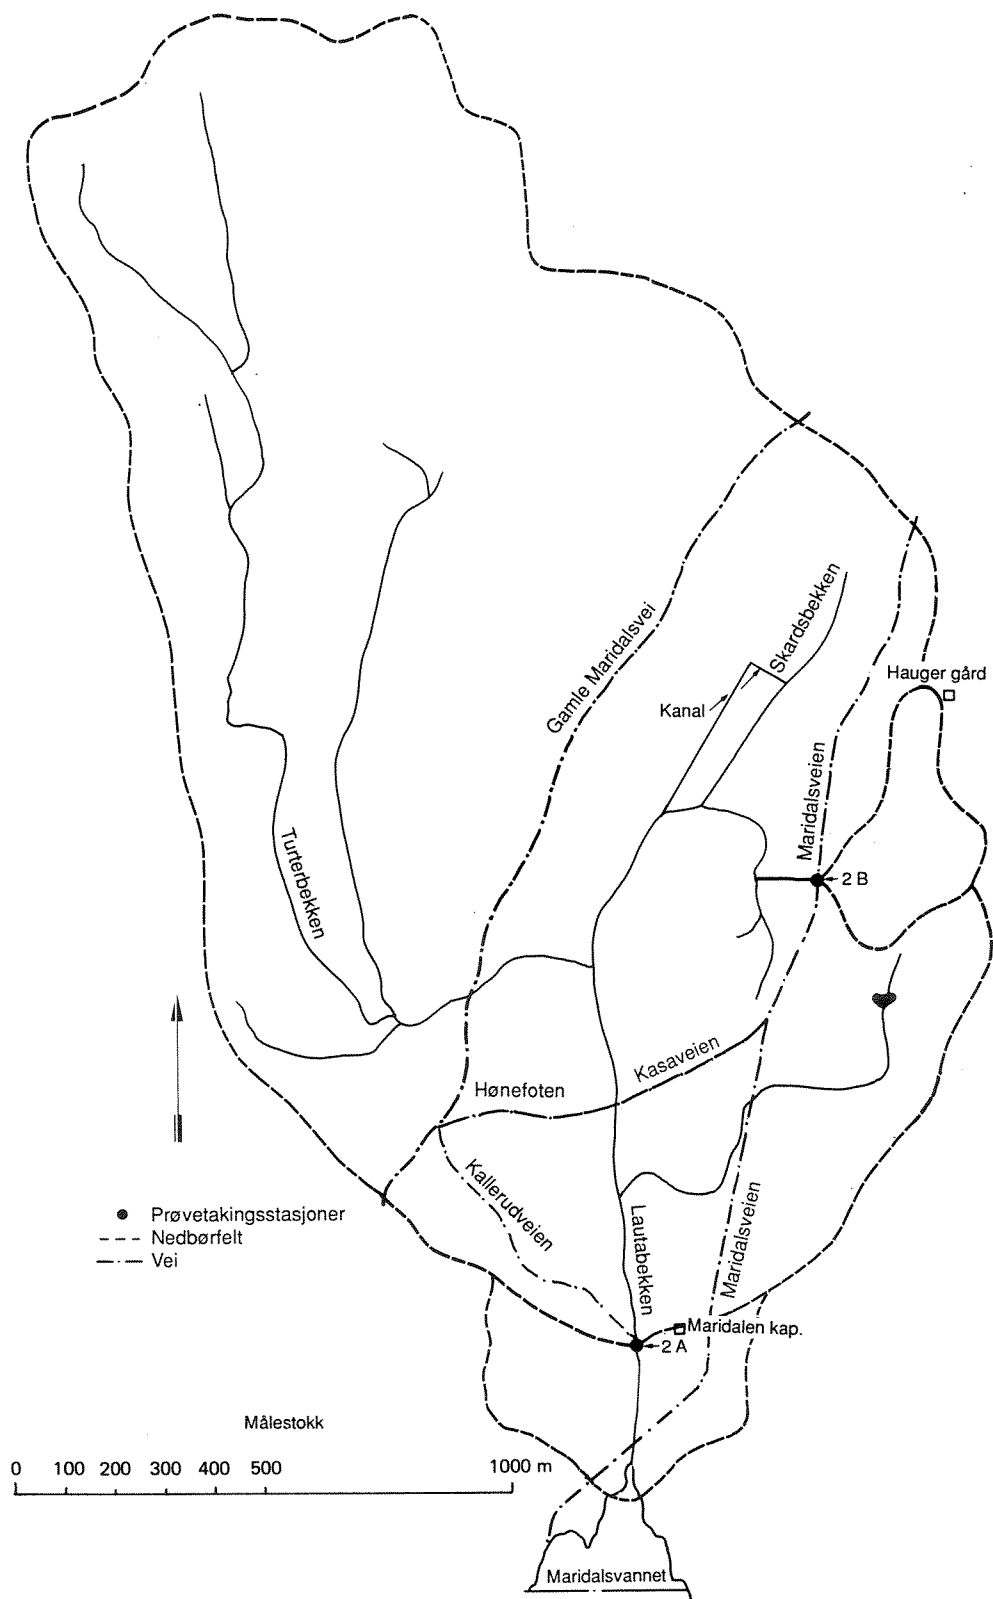 Skardsbekken
Gamle Maridalsvei
Hauger gård
Kanal
Maridalsveien
Turterbekken
2 B
Kasaveien
Hønefoten
Kallerudveien
Lautabekken
Maridalsveien
Prøvetakingsstasjoner
Nedbørfelt
Vei
Maridalen kap.
2 A
Målestokk
0 100 200 300 400 500 1000 m
Maridalsvannet